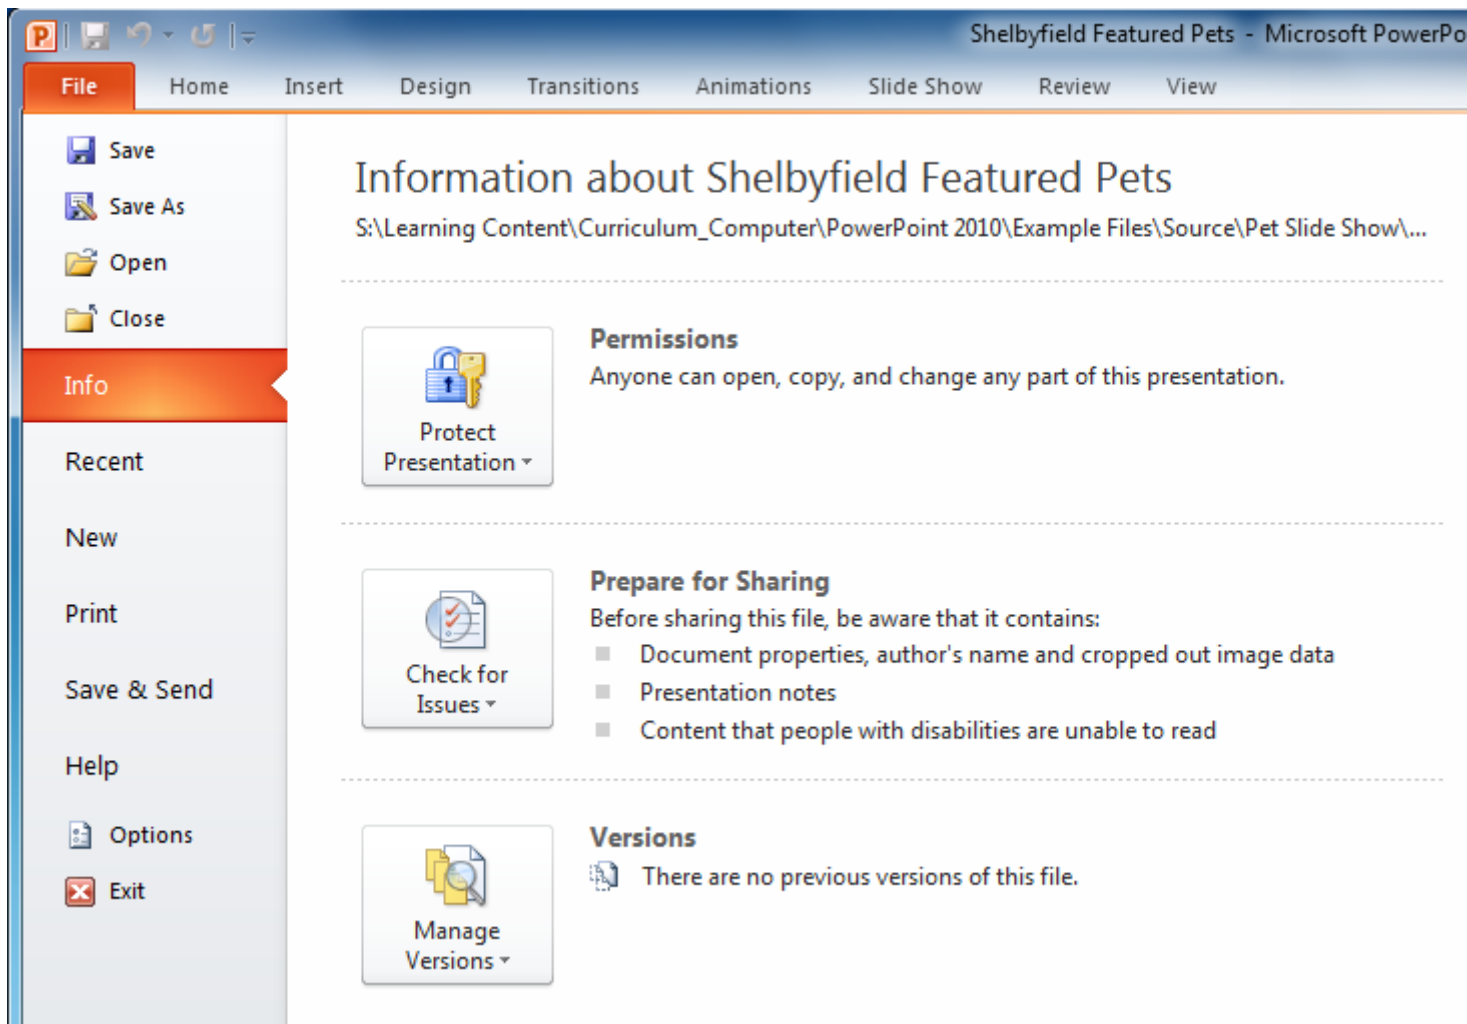 Shelbyfield Featured Pets - Microsoft PowerPo
File Home Insert Design Transitions Animations Slide Show Review View
Save
Save As
Open
Close
Info
Recent
New
Print
Save & Send
Help
Options
Exit
Information about Shelbyfield Featured Pets
S:\Learning Content\Curriculum_Computer\PowerPoint 2010\Example Files\Source\Pet Slide Show\...
Protect
Presentation
Permissions
Anyone can open, copy, and change any part of this presentation.
Check for
Issues
Prepare for Sharing
Before sharing this file, be aware that it contains:
Document properties, author's name and cropped out image data
Presentation notes
Content that people with disabilities are unable to read
Manage
Versions
Versions
There are no previous versions of this file.